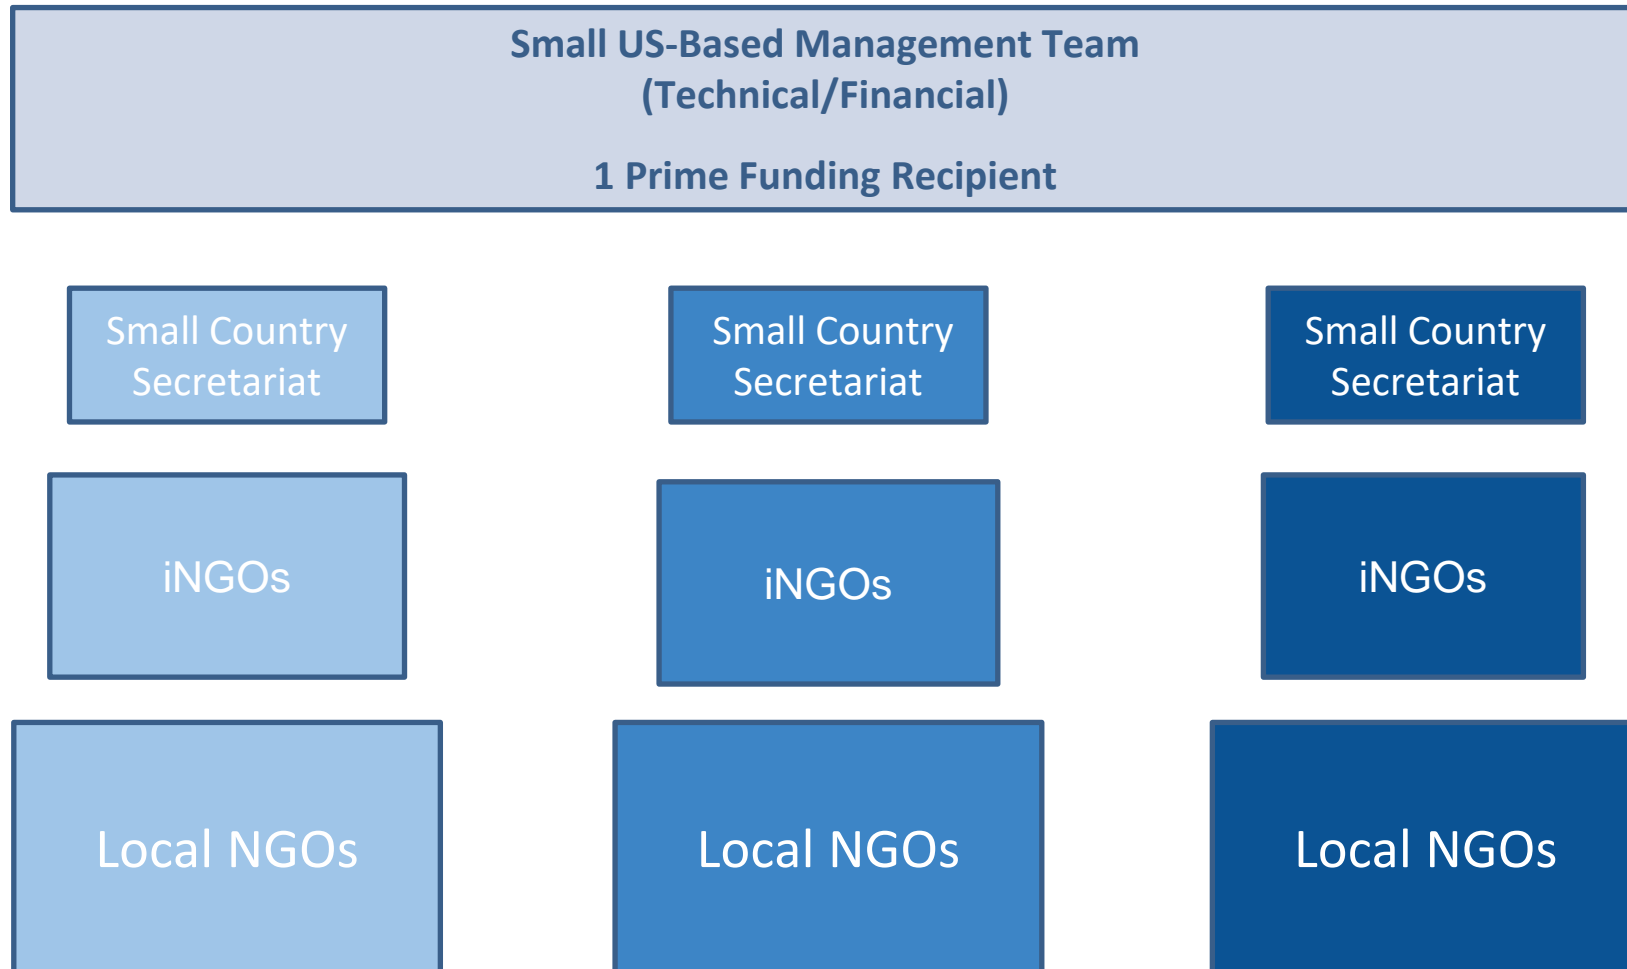 Small US-Based Management Team
(Technical/Financial)
1 Prime Funding Recipient
Small Country
Secretariat
Small Country
Secretariat
Small Country
Secretariat
iNGOs
iNGOs
iNGOs
Local NGOs
Local NGOs
Local NGOs